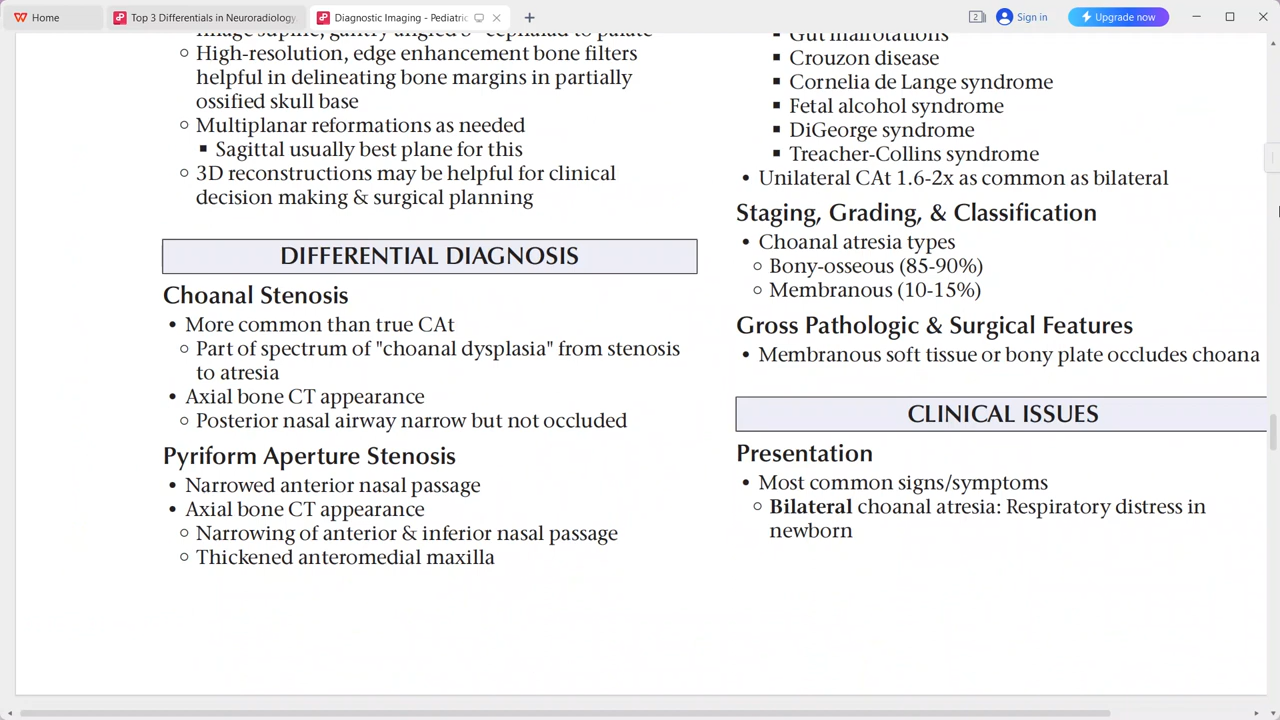 Home
Top 3 Differentials in Neuroradiology.
Diagnostic Imaging - Pediatric
2
Sign in
Upgrade now
High-resolution, edge enhancement bone filters
helpful in delineating bone margins in partially
ossified skull base
Multiplanar reformations as needed
Sagittal usually best plane for this
3D reconstructions may be helpful for clinical
decision making & surgical planning
DIFFERENTIAL DIAGNOSIS
Choanal Stenosis
• More common than true CAt
Part of spectrum of "choanal dysplasia" from stenosis
to atresia
• Axial bone CT appearance
Posterior nasal airway narrow but not occluded
Pyriform Aperture Stenosis
• Narrowed anterior nasal passage
• Axial bone CT appearance
Narrowing of anterior & inferior nasal passage
Thickened anteromedial maxilla
Gut malrotations
Crouzon disease
Cornelia de Lange syndrome
Fetal alcohol syndrome
DiGeorge syndrome
Treacher-Collins syndrome
• Unilateral CAt 1.6-2x as common as bilateral
Staging, Grading, & Classification
• Choanal atresia types
Bony-osseous (85-90%)
Membranous (10-15%)
Gross Pathologic & Surgical Features
• Membranous soft tissue or bony plate occludes choana
CLINICAL ISSUES
Presentation
• Most common signs/symptoms
Bilateral choanal atresia: Respiratory distress in
newborn